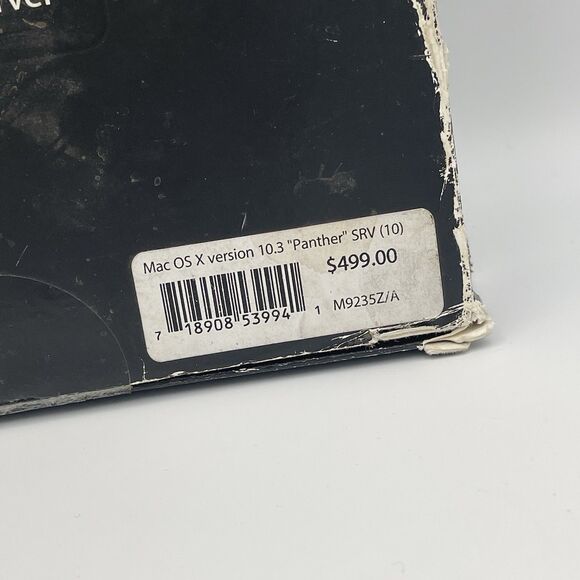 Mac OS X version 10.3 "Panther" SRV (10)
$499.00
7 18908 53994 1
M9235Z/A